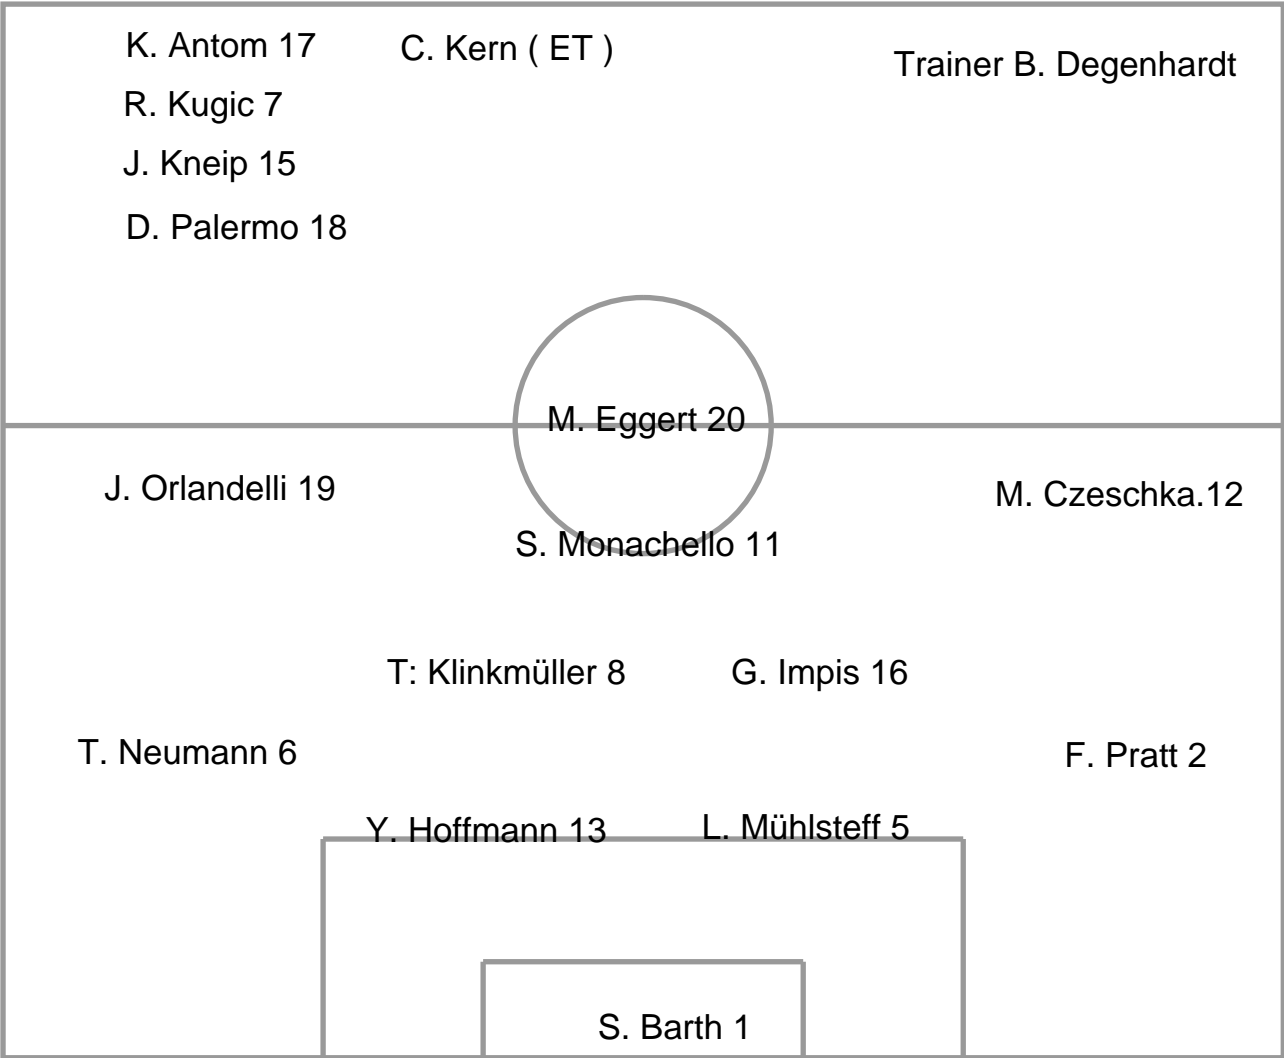 K. Antom 17
C. Kern ( ET )
Trainer B. Degenhardt
R. Kugic 7
J. Kneip 15
D. Palermo 18
M. Eggert 20
J. Orlandelli 19
M. Czeschka.12
S. Monachello 11
T: Klinkmüller 8
G. Impis 16
T. Neumann 6
F. Pratt 2
Y. Hoffmann 13
L. Mühlsteff 5
S. Barth 1